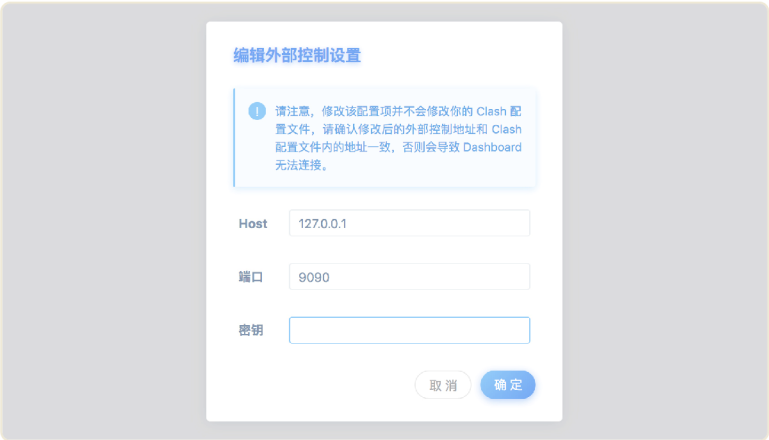 编辑外部控制设置
请注意，修改该配置项并不会修改你的 Clash 配
置文件，请确认修改后的外部控制地址和 Clash
配置文件内的地址一致，否则会导致 Dashboard
无法连接。
Host 127.0.0.1
端口 9090
密钥
取 消 确 定